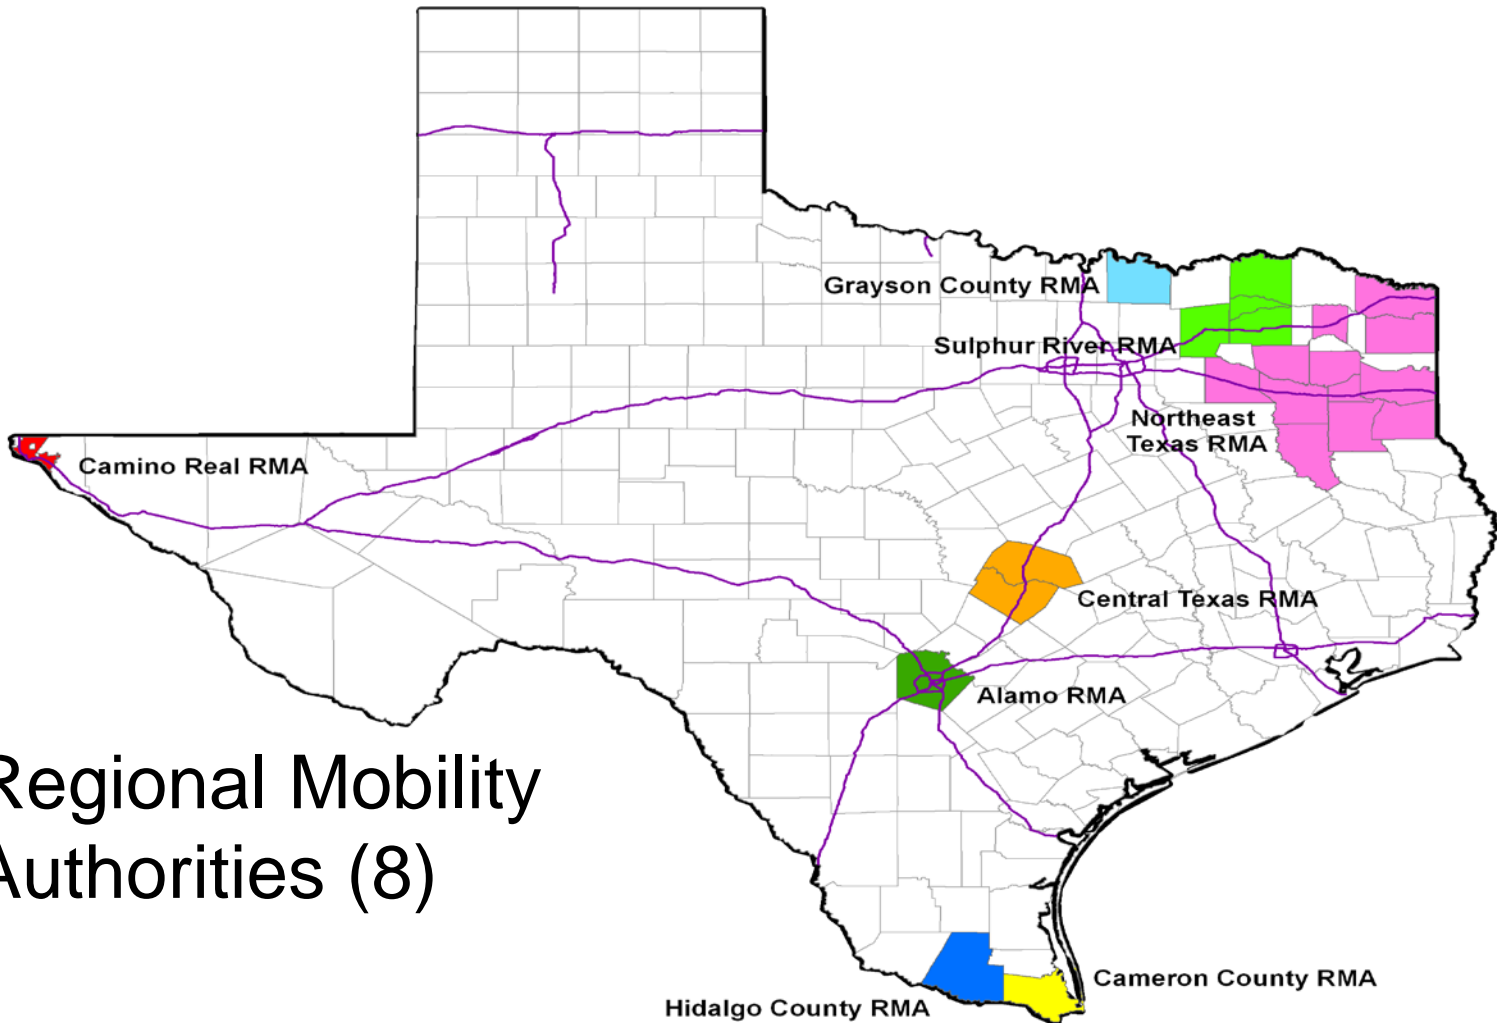 Grayson County RMA
Sulphur River RMA
Northeast
Texas RMA
Camino Real RMA
Central Texas RMA
Alamo RMA
Regional Mobility
Authorities (8)
Cameron County RMA
Hidalgo County RMA